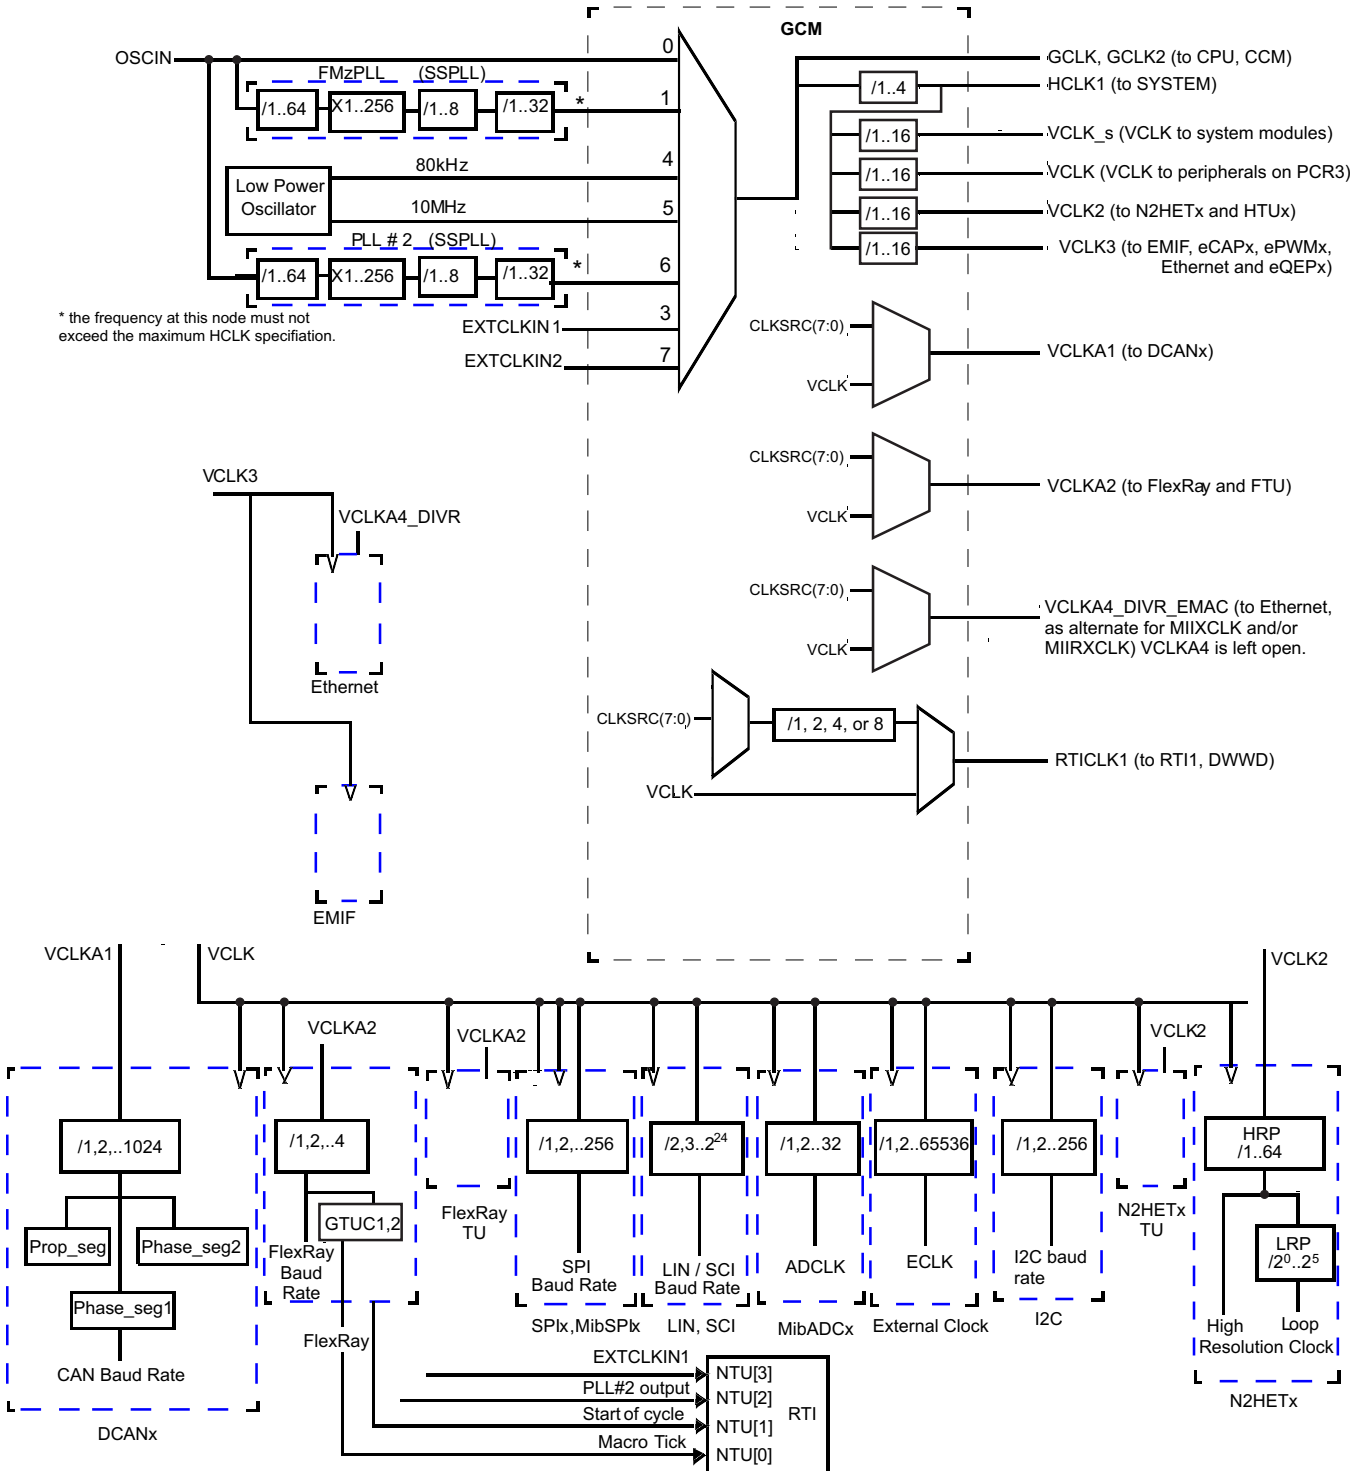 GCM
OSCIN
FMzPLL (SSPLL)
/1..64
X1..256
/1..8
/1..32
*
0
1
4
5
6
3
7
80kHz
Low Power
Oscillator
10MHz
PLL # 2 (SSPLL)
/1..64
X1..256
/1..8
/1..32
*
* the frequency at this node must not
exceed the maximum HCLK specifiation.
EXTCLKIN1
EXTCLKIN2
/1..4
/1..16
/1..16
/1..16
/1..16
GCLK, GCLK2 (to CPU, CCM)
HCLK1 (to SYSTEM)
VCLK_s (VCLK to system modules)
VCLK (VCLK to peripherals on PCR3)
VCLK2 (to N2HETx and HTUx)
VCLK3 (to EMIF, eCAPx, ePWMx,
Ethernet and eQEPx)
CLKSRC(7:0)
VCLK
VCLKA1 (to DCANx)
CLKSRC(7:0)
VCLK
VCLKA2 (to FlexRay and FTU)
CLKSRC(7:0)
VCLK
VCLKA4_DIVR_EMAC (to Ethernet,
as alternate for MIIXCLK and/or
MIIRXCLK) VCLKA4 is left open.
CLKSRC(7:0)
/1, 2, 4, or 8
VCLK
RTICLK1 (to RTI1, DWWD)
VCLK3
VCLKA4_DIVR
Ethernet
EMIF
VCLKA1
VCLK
VCLK2
VCLKA2
VCLKA2
VCLK2
/1,2,..1024
Prop_seg
Phase_seg2
Phase_seg1
CAN Baud Rate
DCANx
/1,2,..4
GTUC1,2
FlexRay
Baud
Rate
FlexRay
FlexRay
TU
/1,2..256
SPI
Baud Rate
SPIx,MibSPIx
/2,3..2²⁴
LIN / SCI
Baud Rate
LIN, SCI
/1,2..32
ADCLK
MibADCx
/1,2..65536
ECLK
External Clock
/1,2..256
I2C baud
rate
I2C
N2HETx
TU
HRP
/1..64
LRP
/2⁰..2⁵
High
Loop
Resolution Clock
N2HETx
EXTCLKIN1
NTU[3]
PLL#2 output
NTU[2]
Start of cycle
NTU[1]
Macro Tick
NTU[0]
RTI